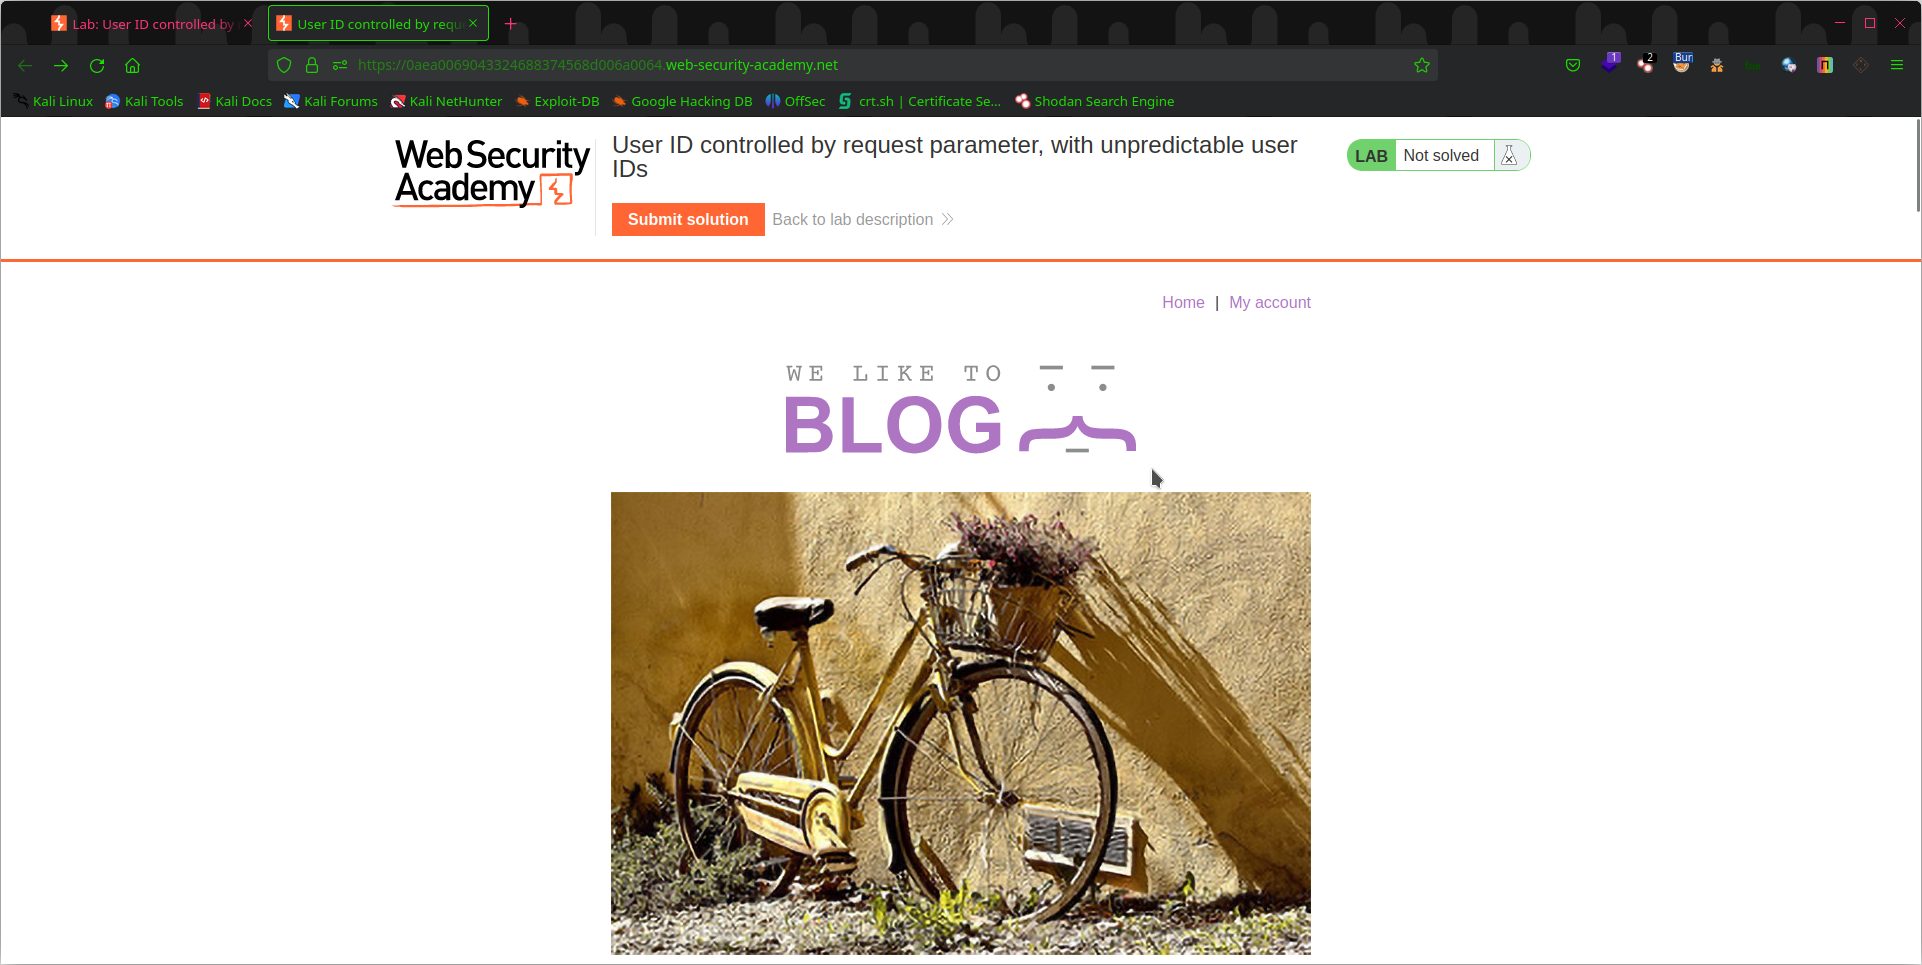 Lab: User ID controlled by
User ID controlled by requ
https://0aea0069043324688374568d006a0064.web-security-academy.net
1
2
Bur
Kali Linux
Kali Tools
Kali Docs
Kali Forums
Kali NetHunter
Exploit-DB
Google Hacking DB
OffSec
crt.sh | Certificate Se...
Shodan Search Engine
Web Security
Academy
User ID controlled by request parameter, with unpredictable user
IDs
LAB
Not solved
Submit solution
Back to lab description
Home | My account
WE LIKE TO
BLOG